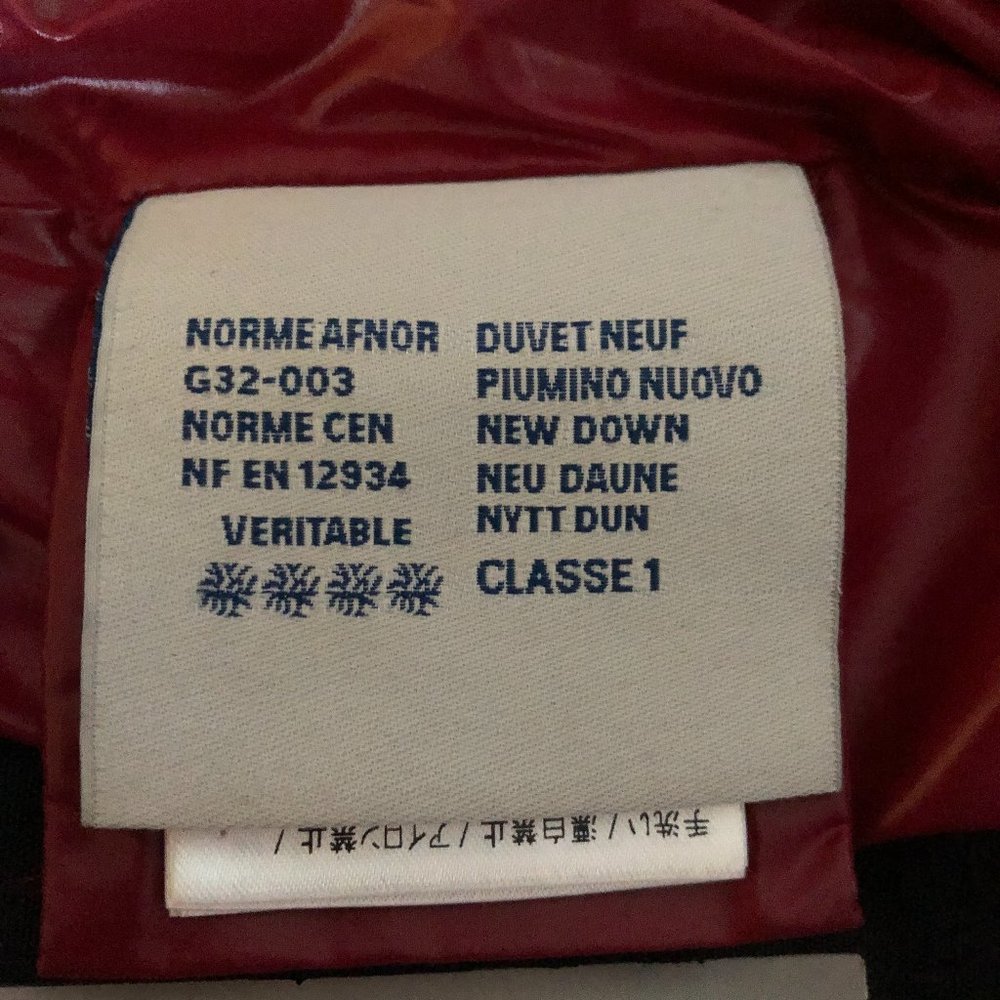 NORME AFNOR
G32-003
NORME CEN
NF EN 12934
VERITABLE
DUVET NEUF
PIUMINO NUOVO
NEW DOWN
NEU DAUNE
NYTT DUN
CLASSE 1
手洗い / 漂白禁止 / アイロン禁止 /